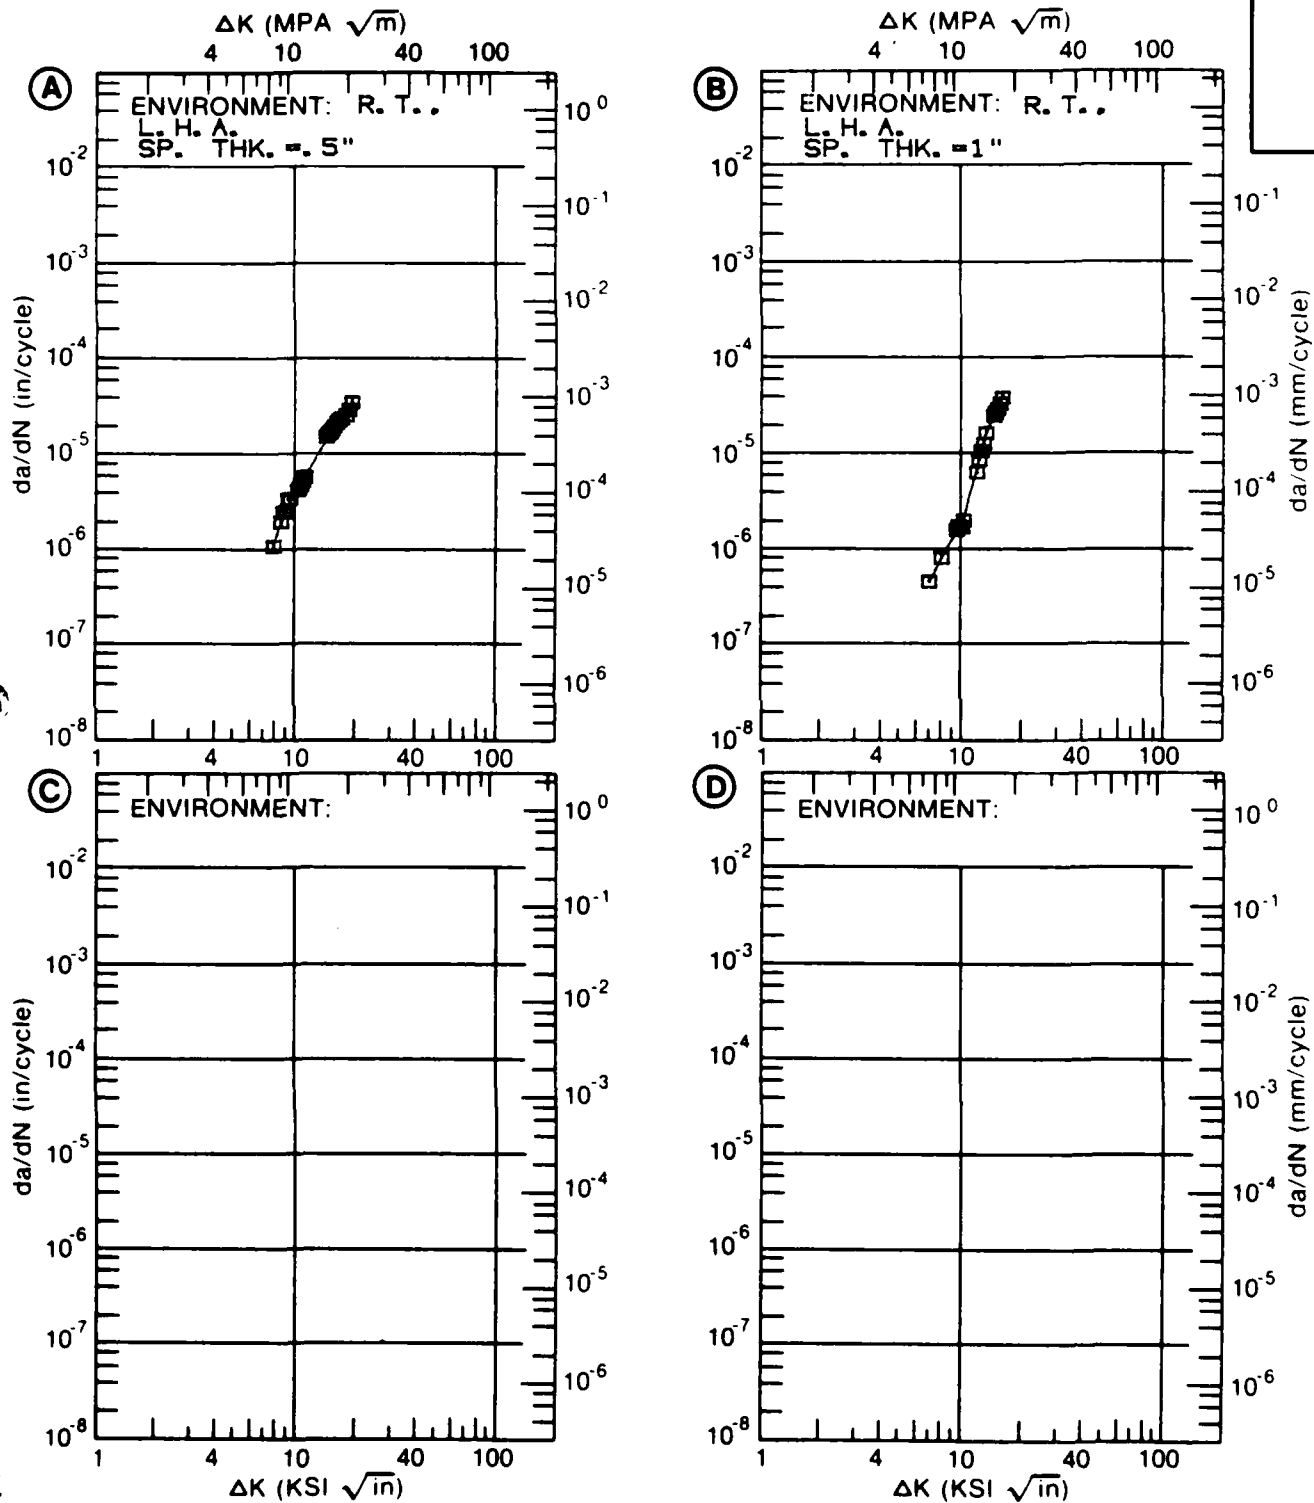 ΔK (MPA √m)
4 10 40 100
A
ENVIRONMENT: R. T..
L. H. A.
SP. THK. =. 5"
10^0
10^-2
10^-1
10^-3
10^-2
10^-4
10^-3
10^-5
10^-4
10^-6
10^-5
10^-7
10^-6
10^-8
da/dN (in/cycle)
1 4 10 40 100
ΔK (MPA √m)
4 10 40 100
B
ENVIRONMENT: R. T..
L. H. A.
SP. THK. =1"
10^-2
10^-1
10^-3
10^-2
10^-4
10^-3
10^-5
10^-4
10^-6
10^-5
10^-7
10^-6
10^-8
da/dN (mm/cycle)
1 4 10 40 100
C
ENVIRONMENT:
10^0
10^-2
10^-1
10^-3
10^-2
10^-4
10^-3
10^-5
10^-4
10^-6
10^-5
10^-7
10^-6
10^-8
da/dN (in/cycle)
1 4 10 40 100
ΔK (KSI √in)
D
ENVIRONMENT:
10^0
10^-2
10^-1
10^-3
10^-2
10^-4
10^-3
10^-5
10^-4
10^-6
10^-5
10^-7
10^-6
10^-8
da/dN (mm/cycle)
1 4 10 40 100
ΔK (KSI √in)